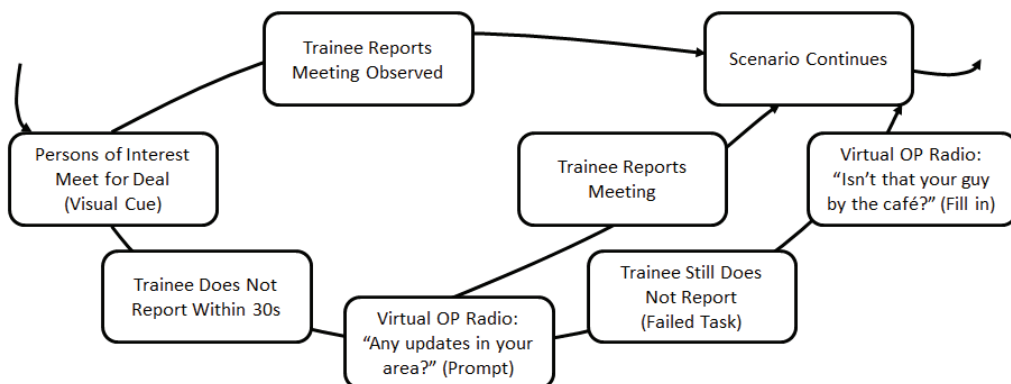 Trainee Reports
Meeting Observed
Scenario Continues
Persons of Interest
Meet for Deal
(Visual Cue)
Trainee Reports
Meeting
Virtual OP Radio:
“Isn’t that your guy
by the café?” (Fill in)
Trainee Does Not
Report Within 30s
Trainee Still Does
Not Report
(Failed Task)
Virtual OP Radio:
“Any updates in your
area?” (Prompt)